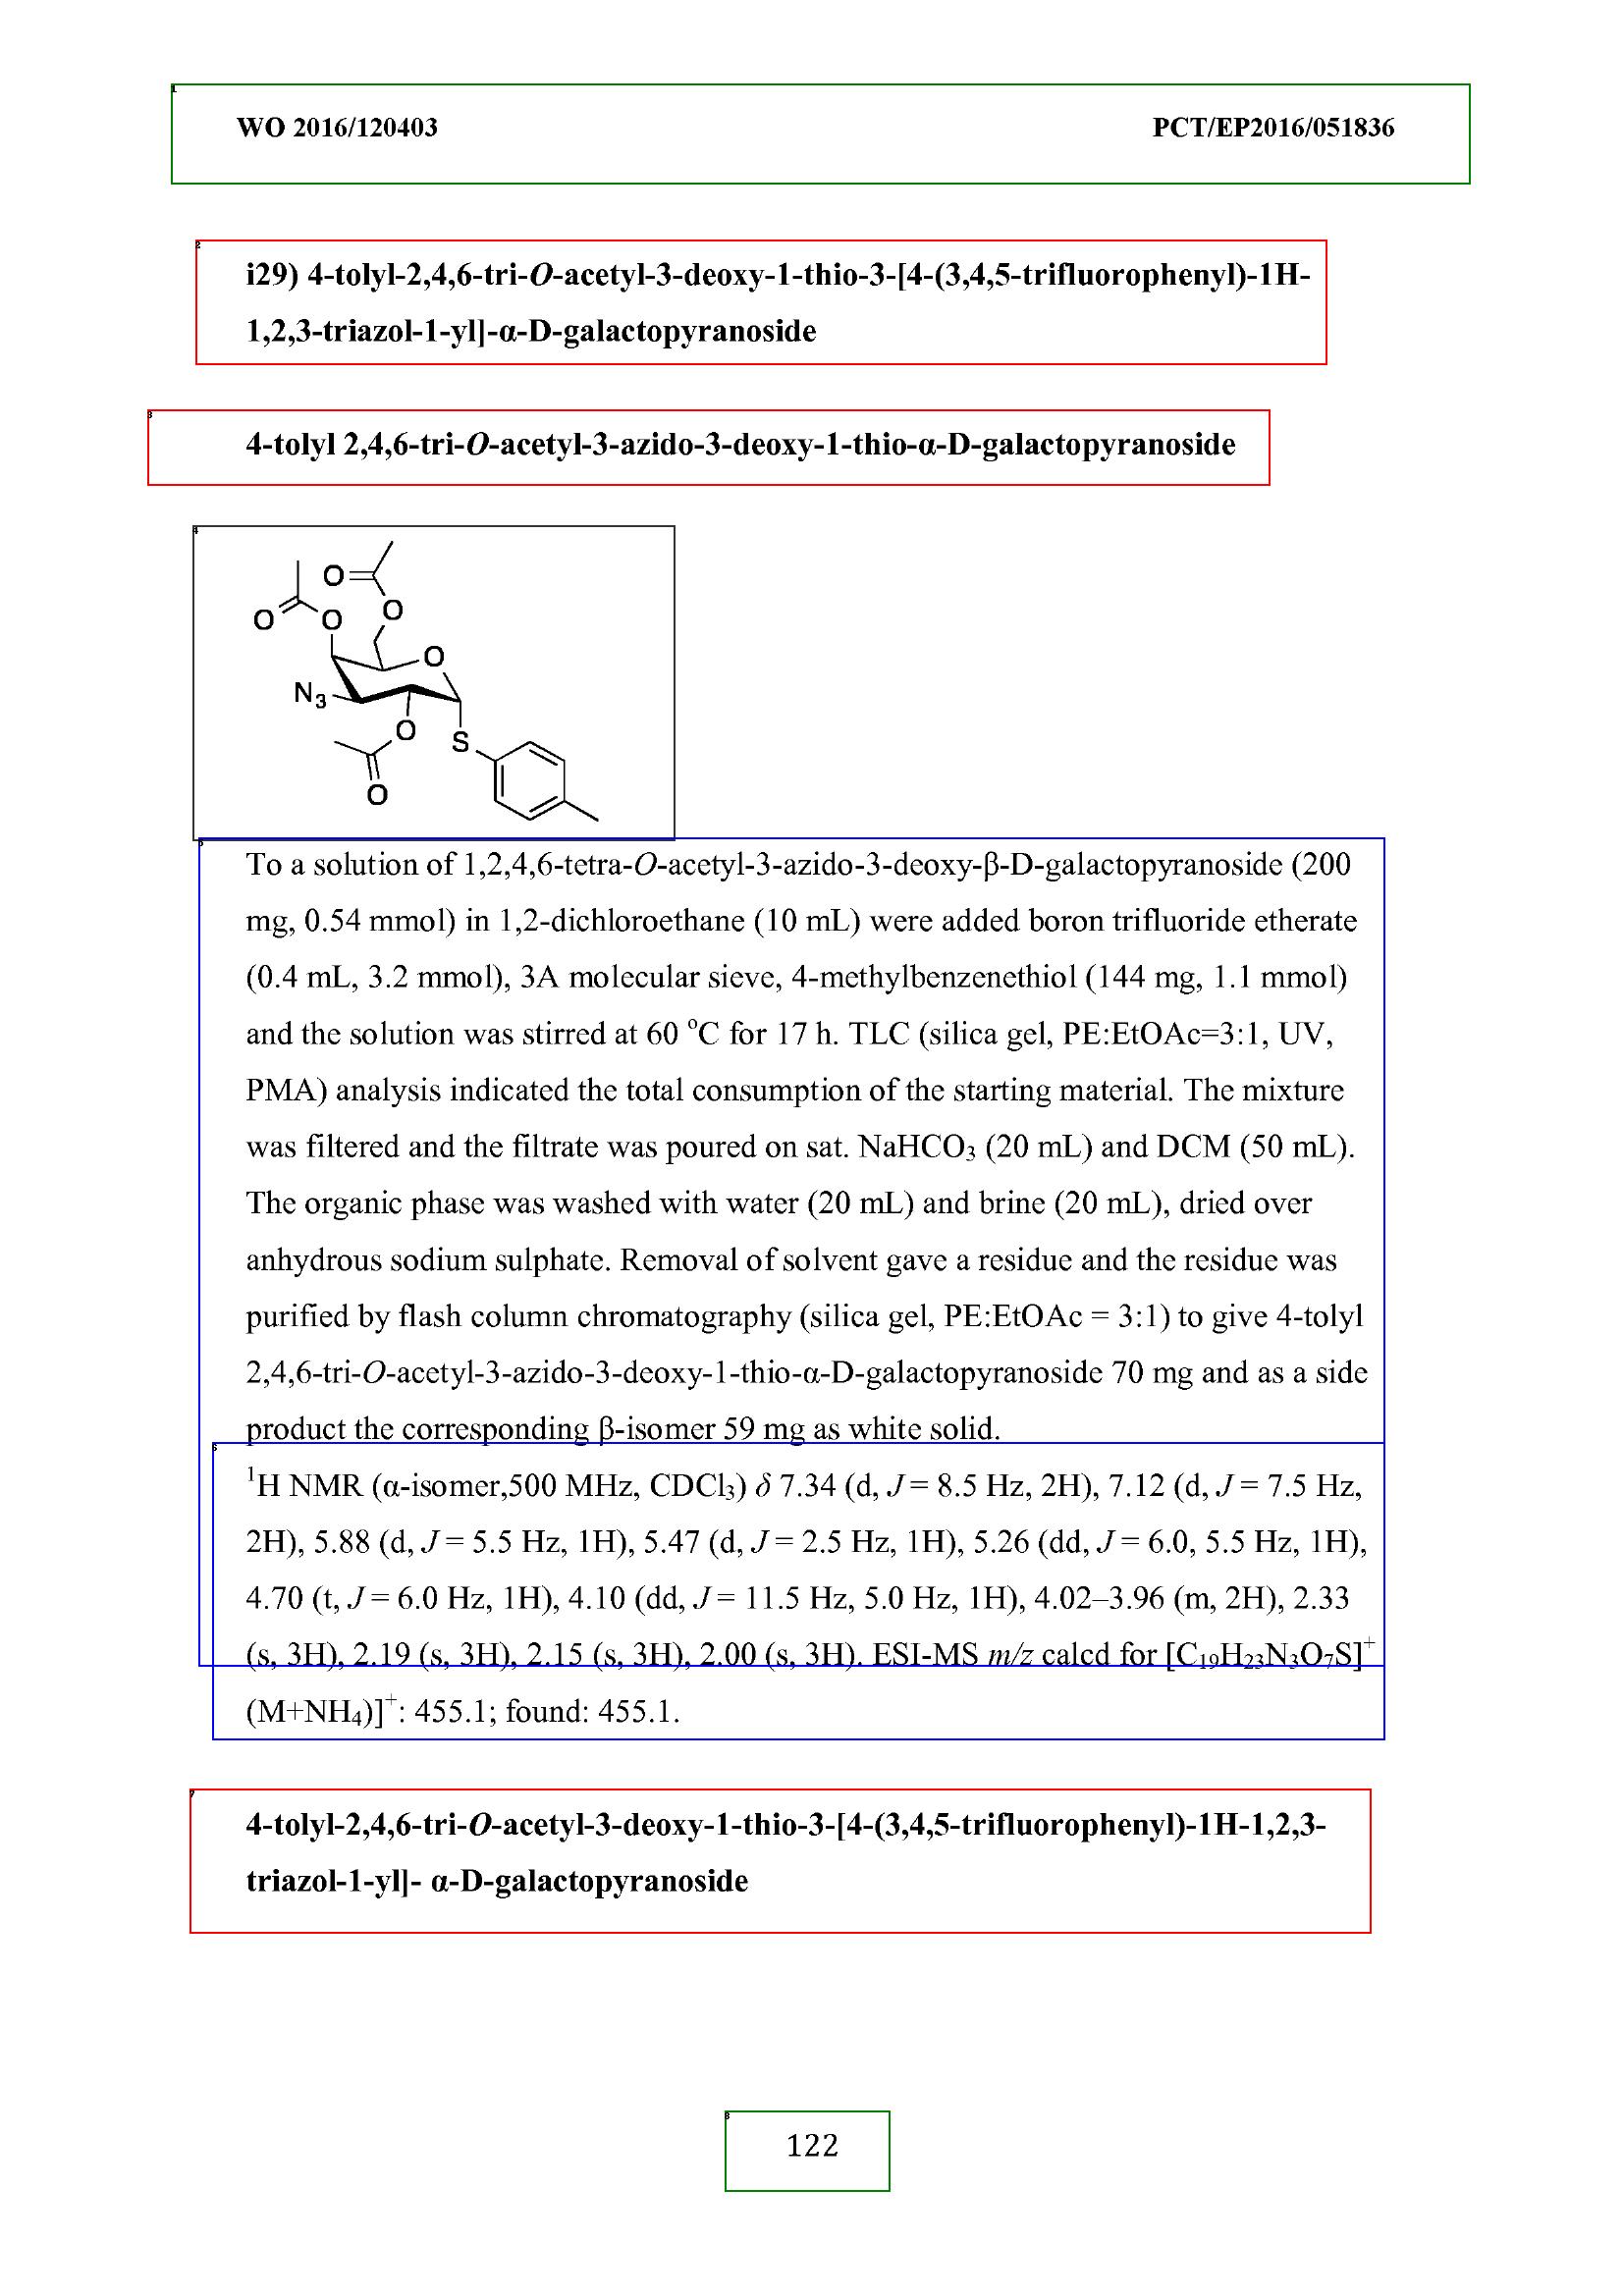 WO 2016/120403 PCT/EP2016/051836
i29) 4-tolyl-2,4,6-tri-O-acetyl-3-deoxy-1-thio-3-[4-(3,4,5-trifluorophenyl)-1H-
1,2,3-triazol-1-yl]-α-D-galactopyranoside
4-tolyl 2,4,6-tri-O-acetyl-3-azido-3-deoxy-1-thio-α-D-galactopyranoside
O
O
O O
O
N3
O
S
O
To a solution of 1,2,4,6-tetra-O-acetyl-3-azido-3-deoxy-β-D-galactopyranoside (200
mg, 0.54 mmol) in 1,2-dichloroethane (10 mL) were added boron trifluoride etherate
(0.4 mL, 3.2 mmol), 3A molecular sieve, 4-methylbenzenethiol (144 mg, 1.1 mmol)
and the solution was stirred at 60 °C for 17 h. TLC (silica gel, PE:EtOAc=3:1, UV,
PMA) analysis indicated the total consumption of the starting material. The mixture
was filtered and the filtrate was poured on sat. NaHCO₃ (20 mL) and DCM (50 mL).
The organic phase was washed with water (20 mL) and brine (20 mL), dried over
anhydrous sodium sulphate. Removal of solvent gave a residue and the residue was
purified by flash column chromatography (silica gel, PE:EtOAc = 3:1) to give 4-tolyl
2,4,6-tri-O-acetyl-3-azido-3-deoxy-1-thio-α-D-galactopyranoside 70 mg and as a side
product the corresponding β-isomer 59 mg as white solid.
¹H NMR (α-isomer,500 MHz, CDCl₃) δ 7.34 (d, J = 8.5 Hz, 2H), 7.12 (d, J = 7.5 Hz,
2H), 5.88 (d, J = 5.5 Hz, 1H), 5.47 (d, J = 2.5 Hz, 1H), 5.26 (dd, J = 6.0, 5.5 Hz, 1H),
4.70 (t, J = 6.0 Hz, 1H), 4.10 (dd, J = 11.5 Hz, 5.0 Hz, 1H), 4.02–3.96 (m, 2H), 2.33
(s, 3H), 2.19 (s, 3H), 2.15 (s, 3H), 2.00 (s, 3H). ESI-MS m/z calcd for [C₁₉H₂₃N₃O₇S]⁺
(M+NH₄)]⁺: 455.1; found: 455.1.
4-tolyl-2,4,6-tri-O-acetyl-3-deoxy-1-thio-3-[4-(3,4,5-trifluorophenyl)-1H-1,2,3-
triazol-1-yl]- α-D-galactopyranoside
122